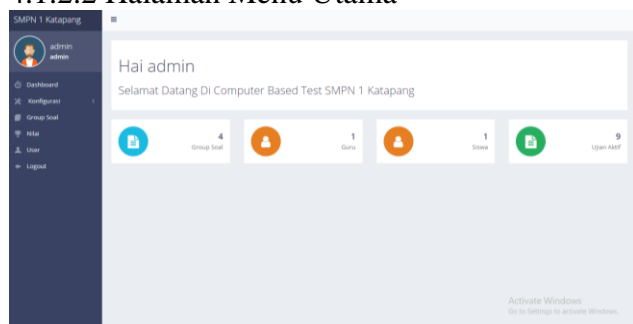 4.1.2.2 Halaman Menu Utama
SMPN 1 Katapang
admin
admin
Dashboard
Konfigurasi
Group Soal
Nilai
User
Logout
Hai admin
Selamat Datang Di Computer Based Test SMPN 1 Katapang
4
Group Soal
1
Guru
1
Siswa
9
Ujian Aktif
Activate Windows
Go to Settings to activate Windows.